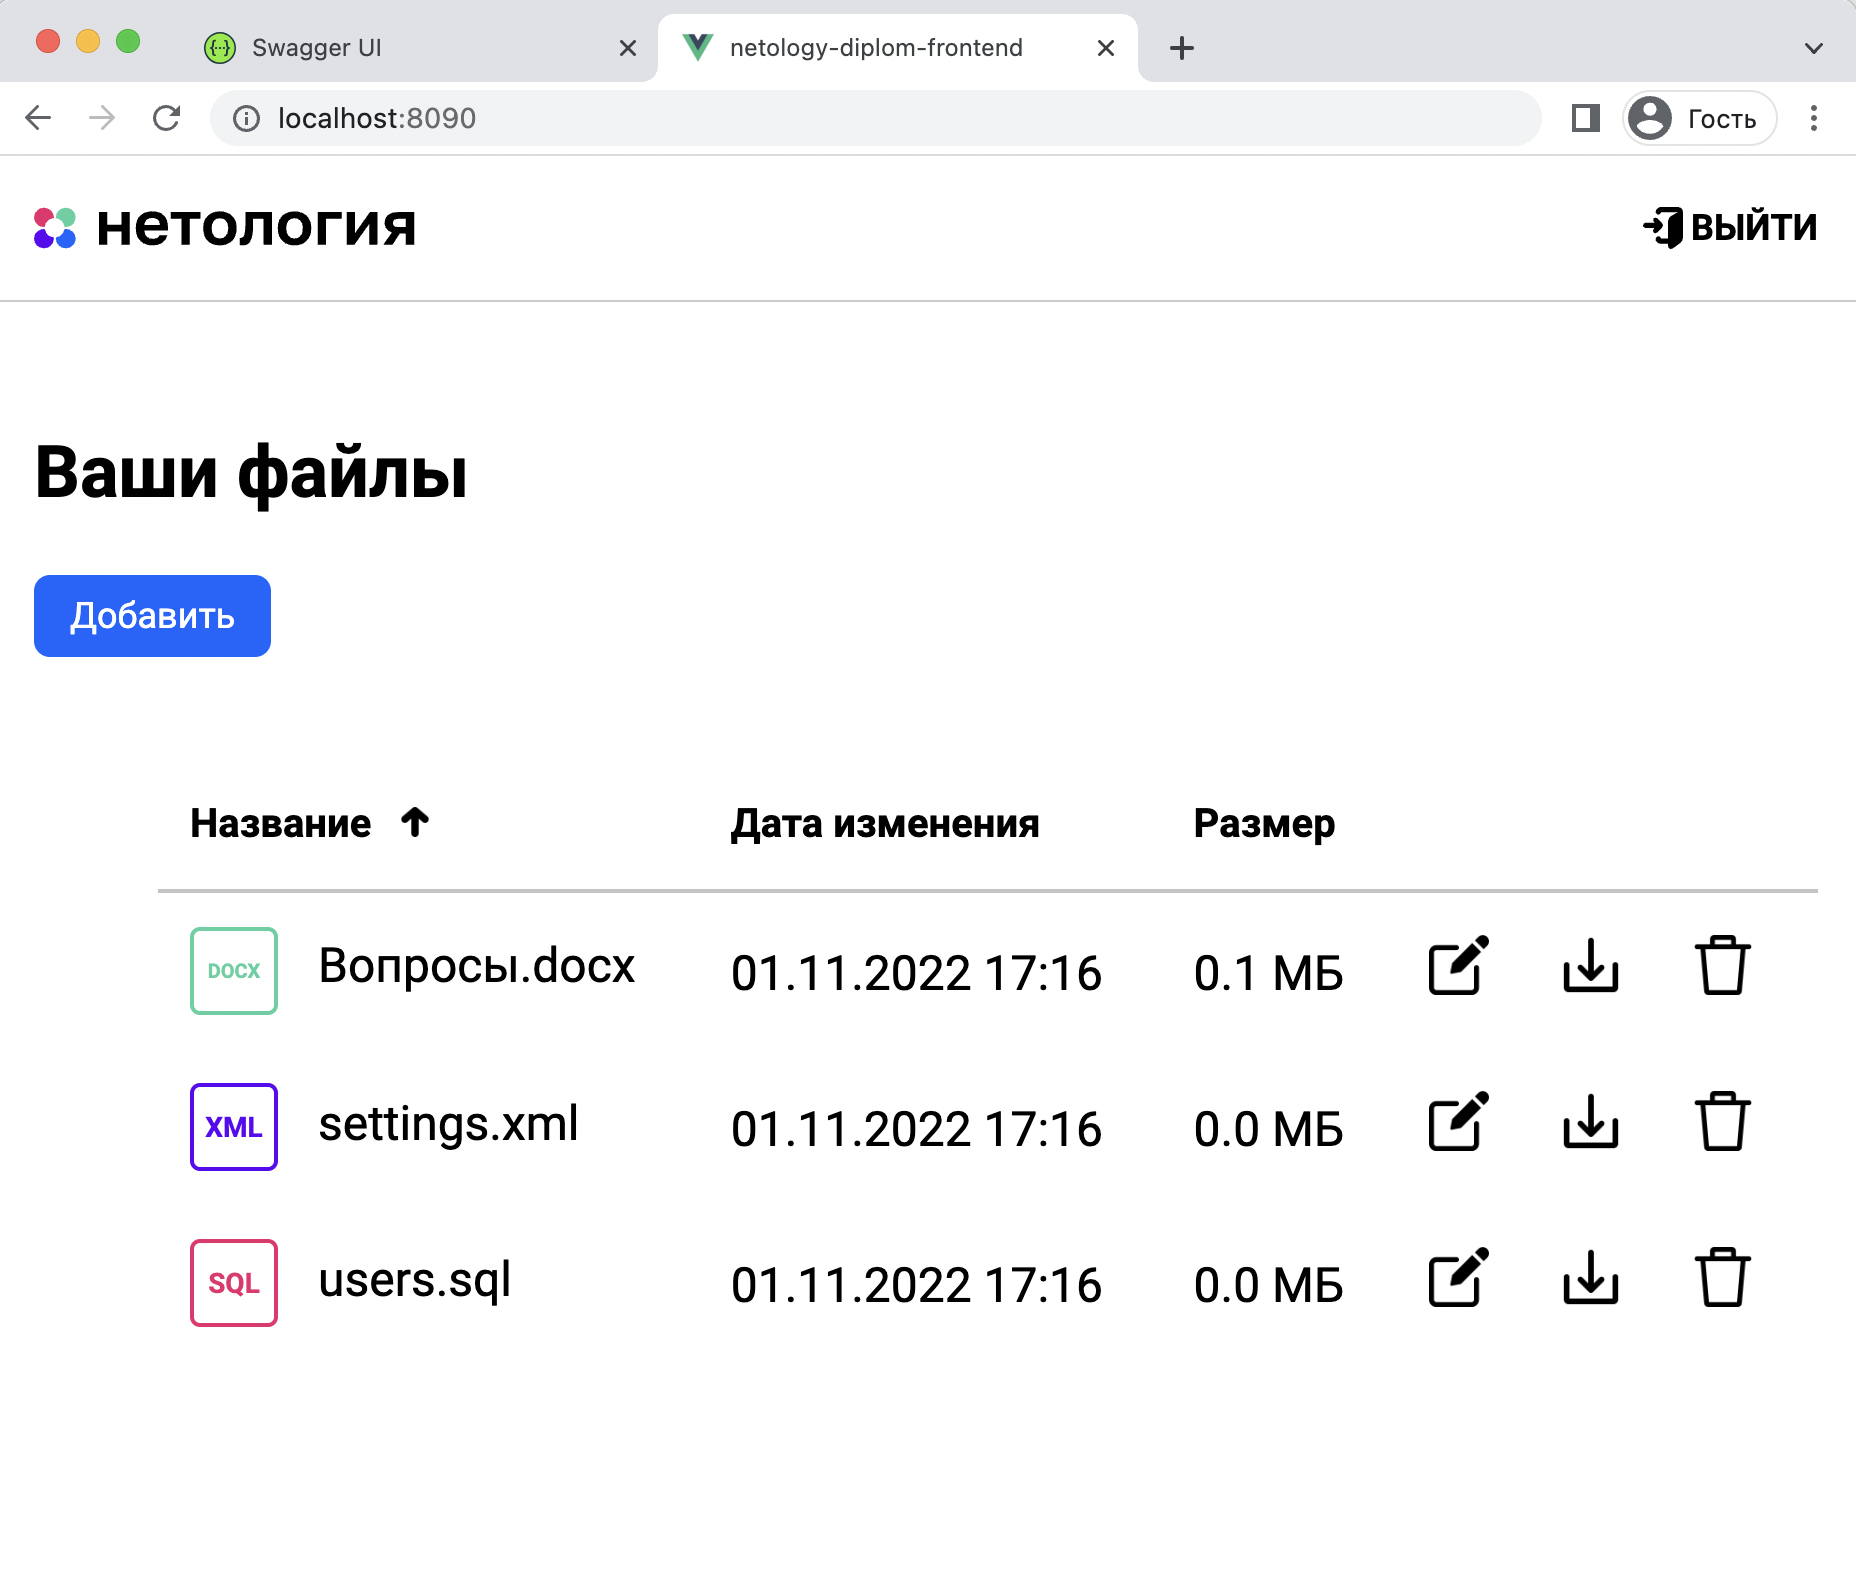 Swagger UI
netology-diplom-frontend
localhost:8090
Гость
нетология
ВЫЙТИ
Ваши файлы
Добавить
Название Дата изменения Размер
DOCX Вопросы.docx 01.11.2022 17:16 0.1 МБ
XML settings.xml 01.11.2022 17:16 0.0 МБ
SQL users.sql 01.11.2022 17:16 0.0 МБ